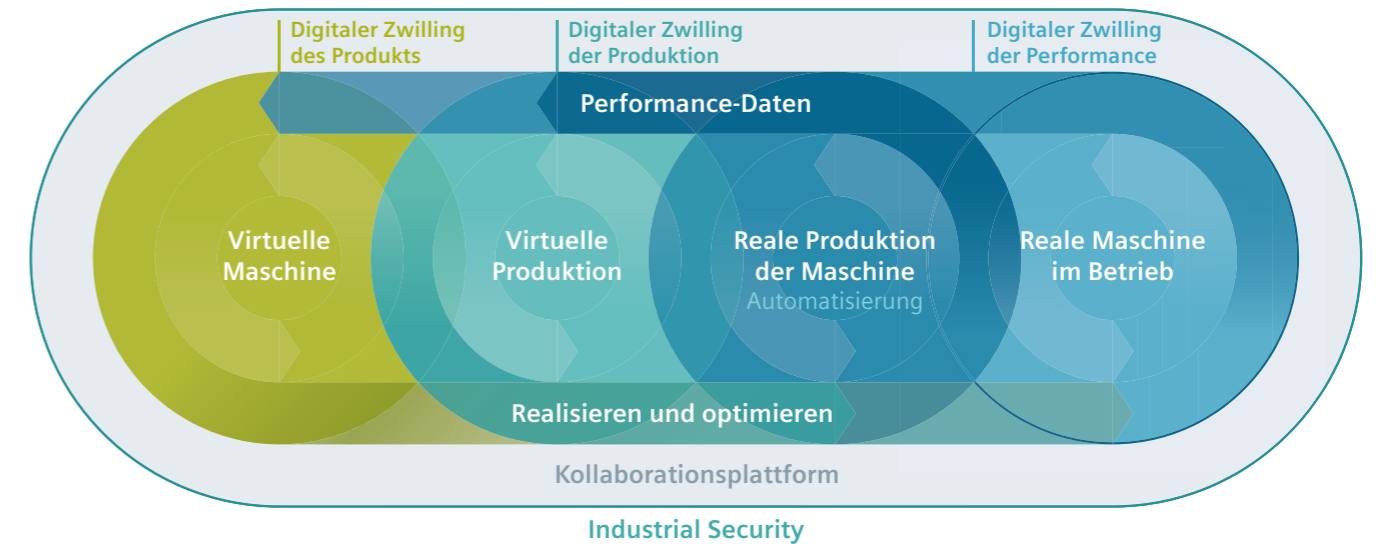 Digitaler Zwilling
des Produkts
Digitaler Zwilling
der Produktion
Digitaler Zwilling
der Performance
Performance-Daten
Virtuelle
Maschine
Virtuelle
Produktion
Reale Produktion
der Maschine
Automatisierung
Reale Maschine
im Betrieb
Realisieren und optimieren
Kollaborationsplattform
Industrial Security